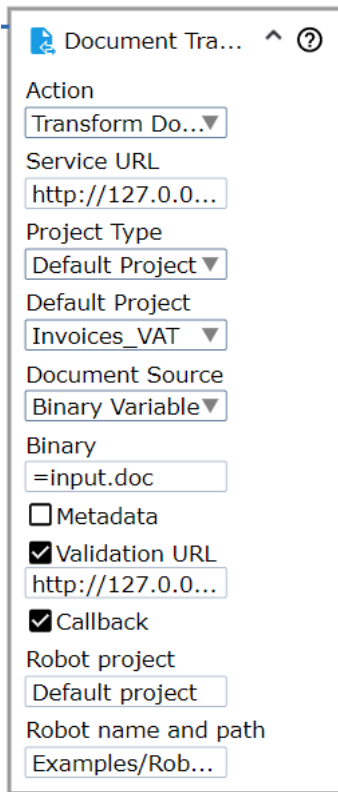 Document Tra...
Action
Transform Do...
Service URL
http://127.0.0...
Project Type
Default Project
Default Project
Invoices_VAT
Document Source
Binary Variable
Binary
=input.doc
Metadata
Validation URL
http://127.0.0...
Callback
Robot project
Default project
Robot name and path
Examples/Rob...